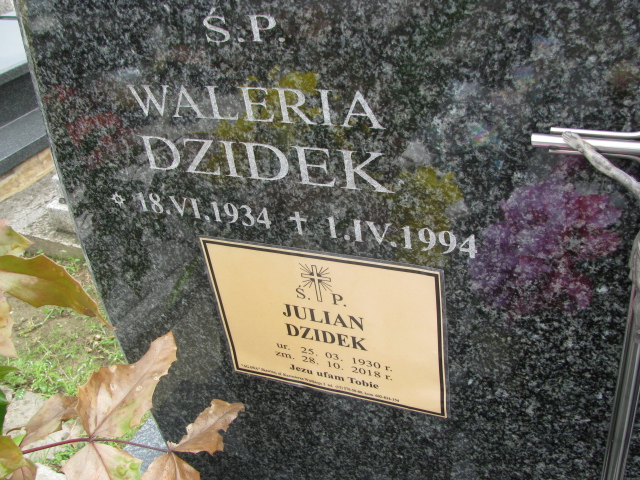 Ś.P.
WALERIA
DZIDEK
* 18.VI.1934 † 1.IV.1994
Ś. P.
JULIAN
DZIDEK
ur. 25. 03. 1930 r.
zm. 28. 10. 2018 r.
Jezu ufam Tobie